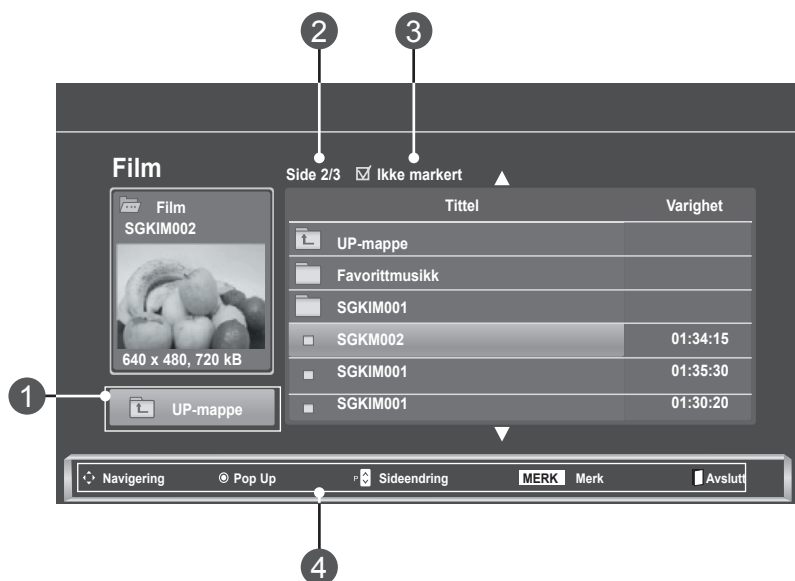 2 3
Film
Side 2/3 Ikke markert
Film
SGKIM002
640 x 480, 720 kB
1
UP-mappe
Tittel Varighet
UP-mappe
Favorittmusikk
SGKIM001
SGKM002 01:34:15
SGKIM001 01:35:30
SGKIM001 01:30:20
Navigering Pop Up P Sideendring MERK Merk Avslutt
4